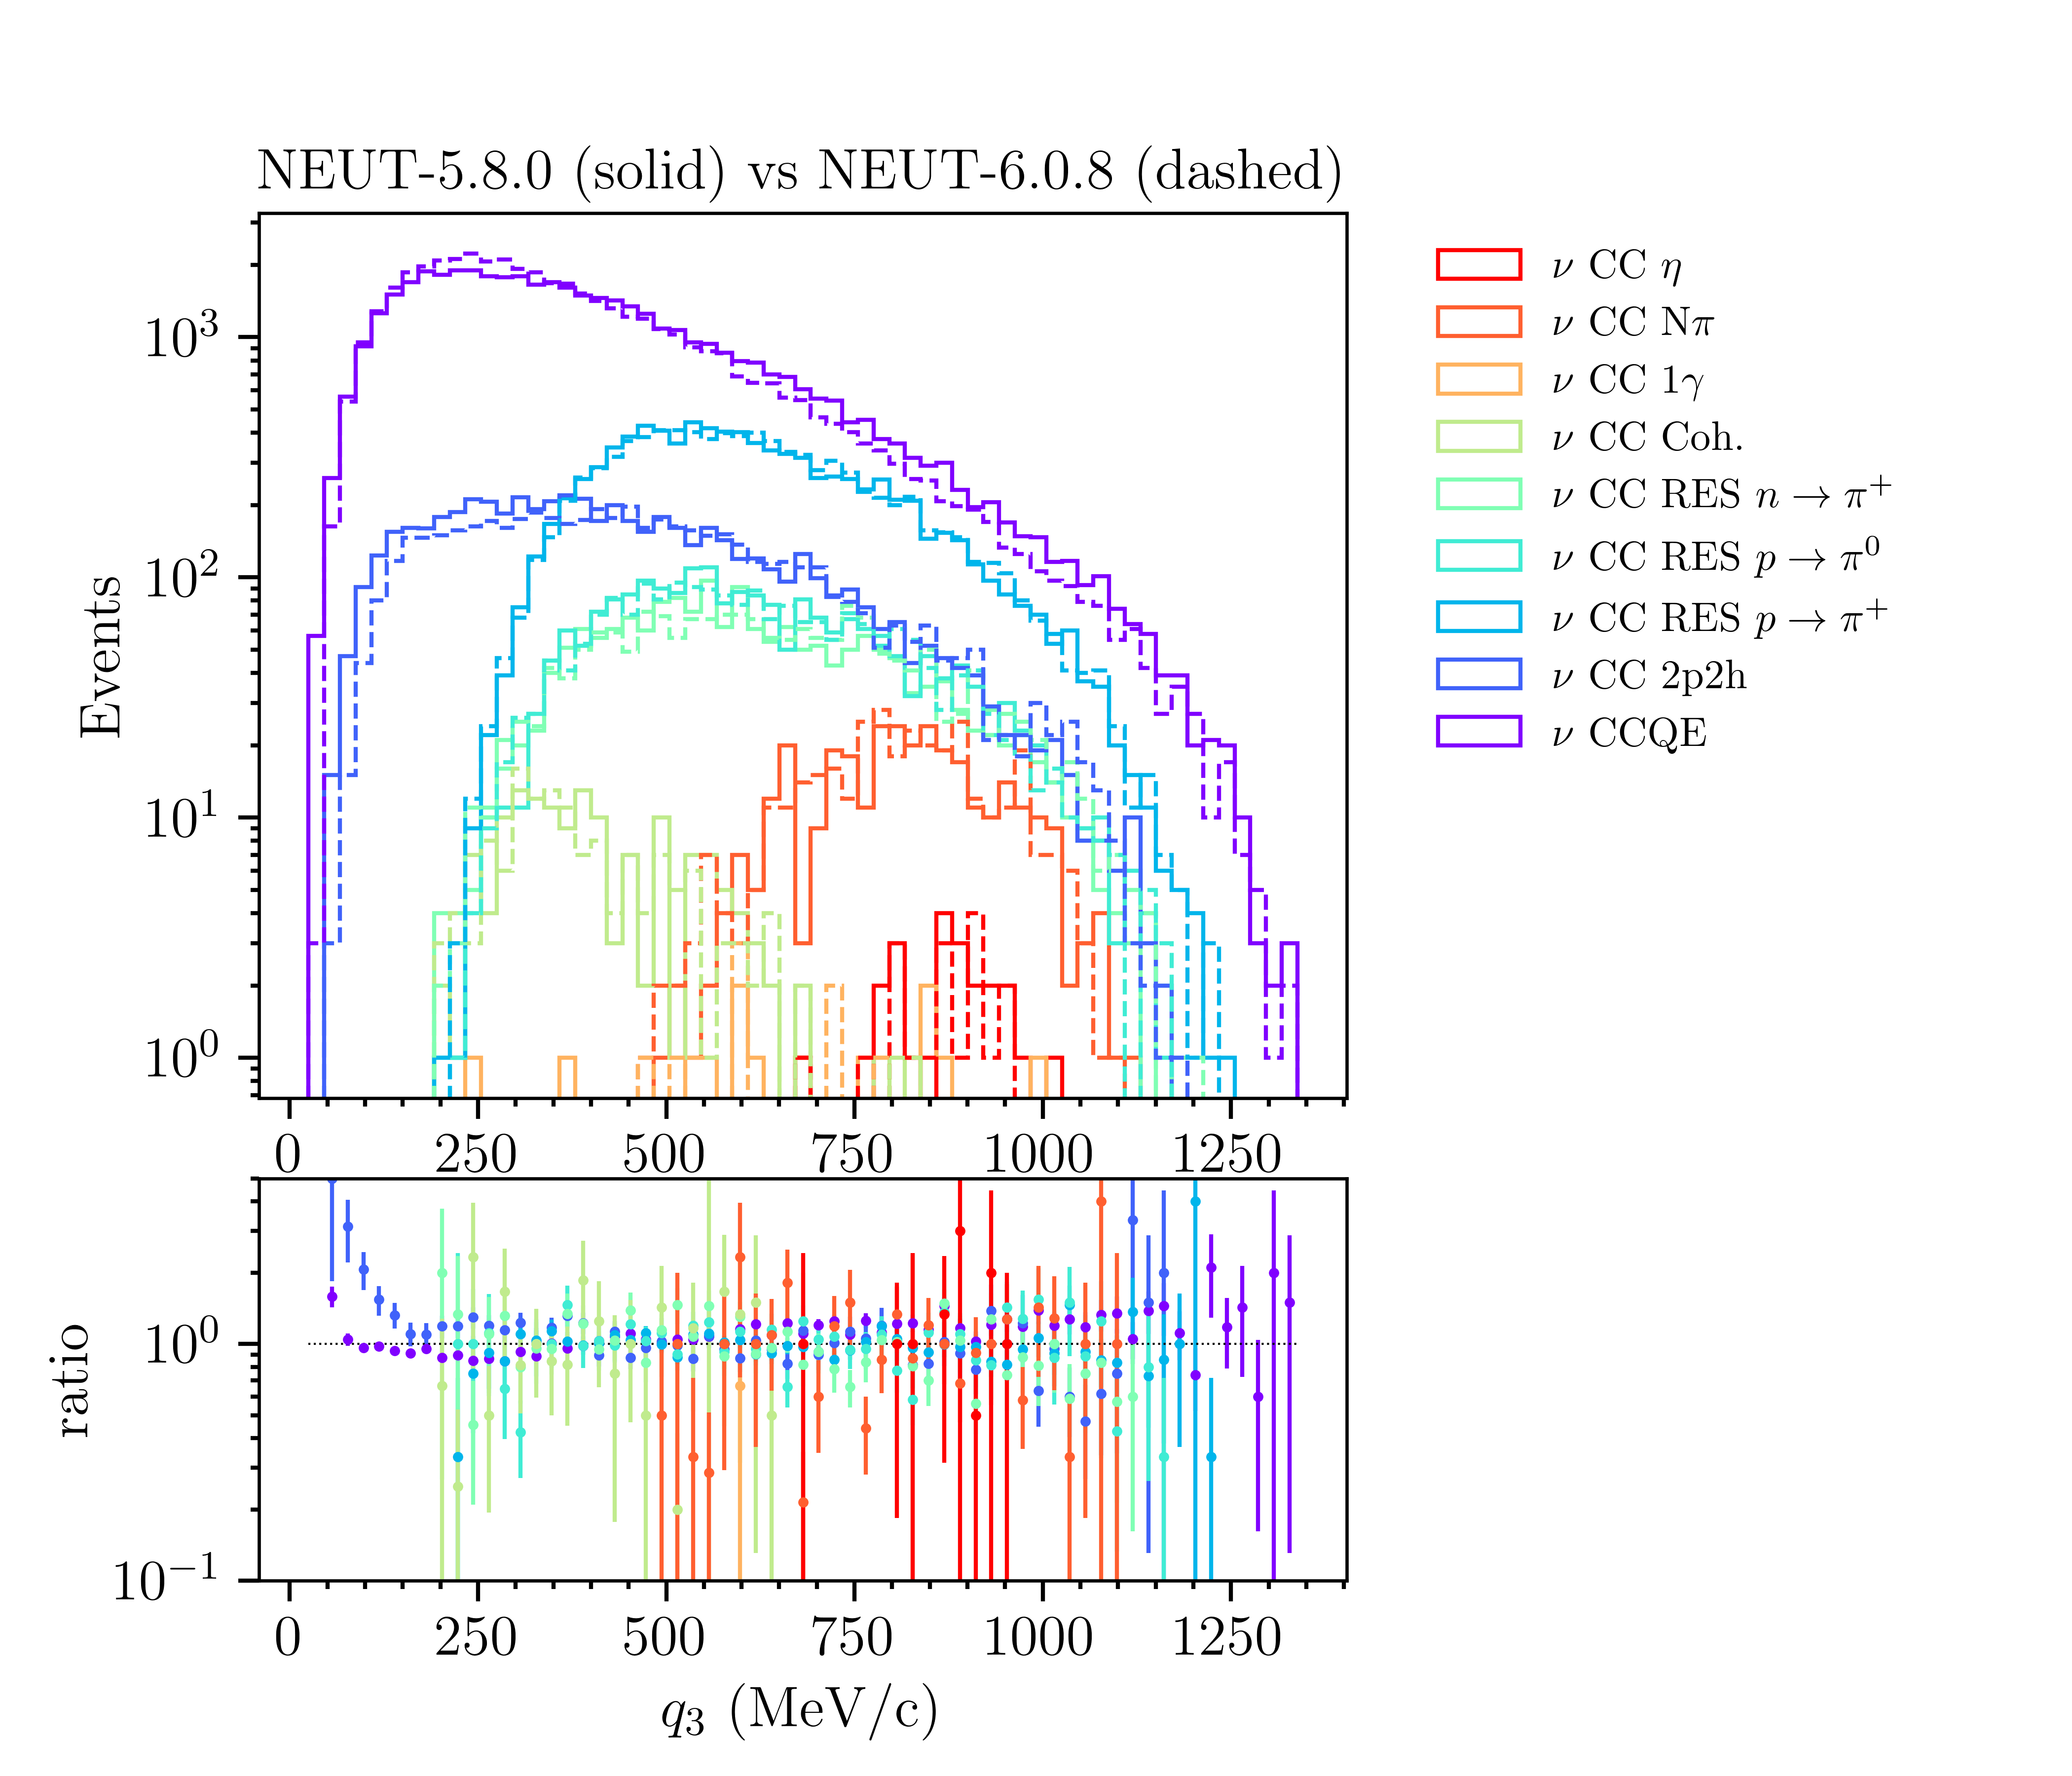 NEUT-5.8.0 (solid) vs NEUT-6.0.8 (dashed)
Events
10³
10²
10¹
10⁰
0 250 500 750 1000 1250
ν CC η
ν CC Nπ
ν CC 1γ
ν CC Coh.
ν CC RES n → π⁺
ν CC RES p → π⁰
ν CC RES p → π⁺
ν CC 2p2h
ν CCQE
ratio
10⁰
10⁻¹
0 250 500 750 1000 1250
q₃ (MeV/c)